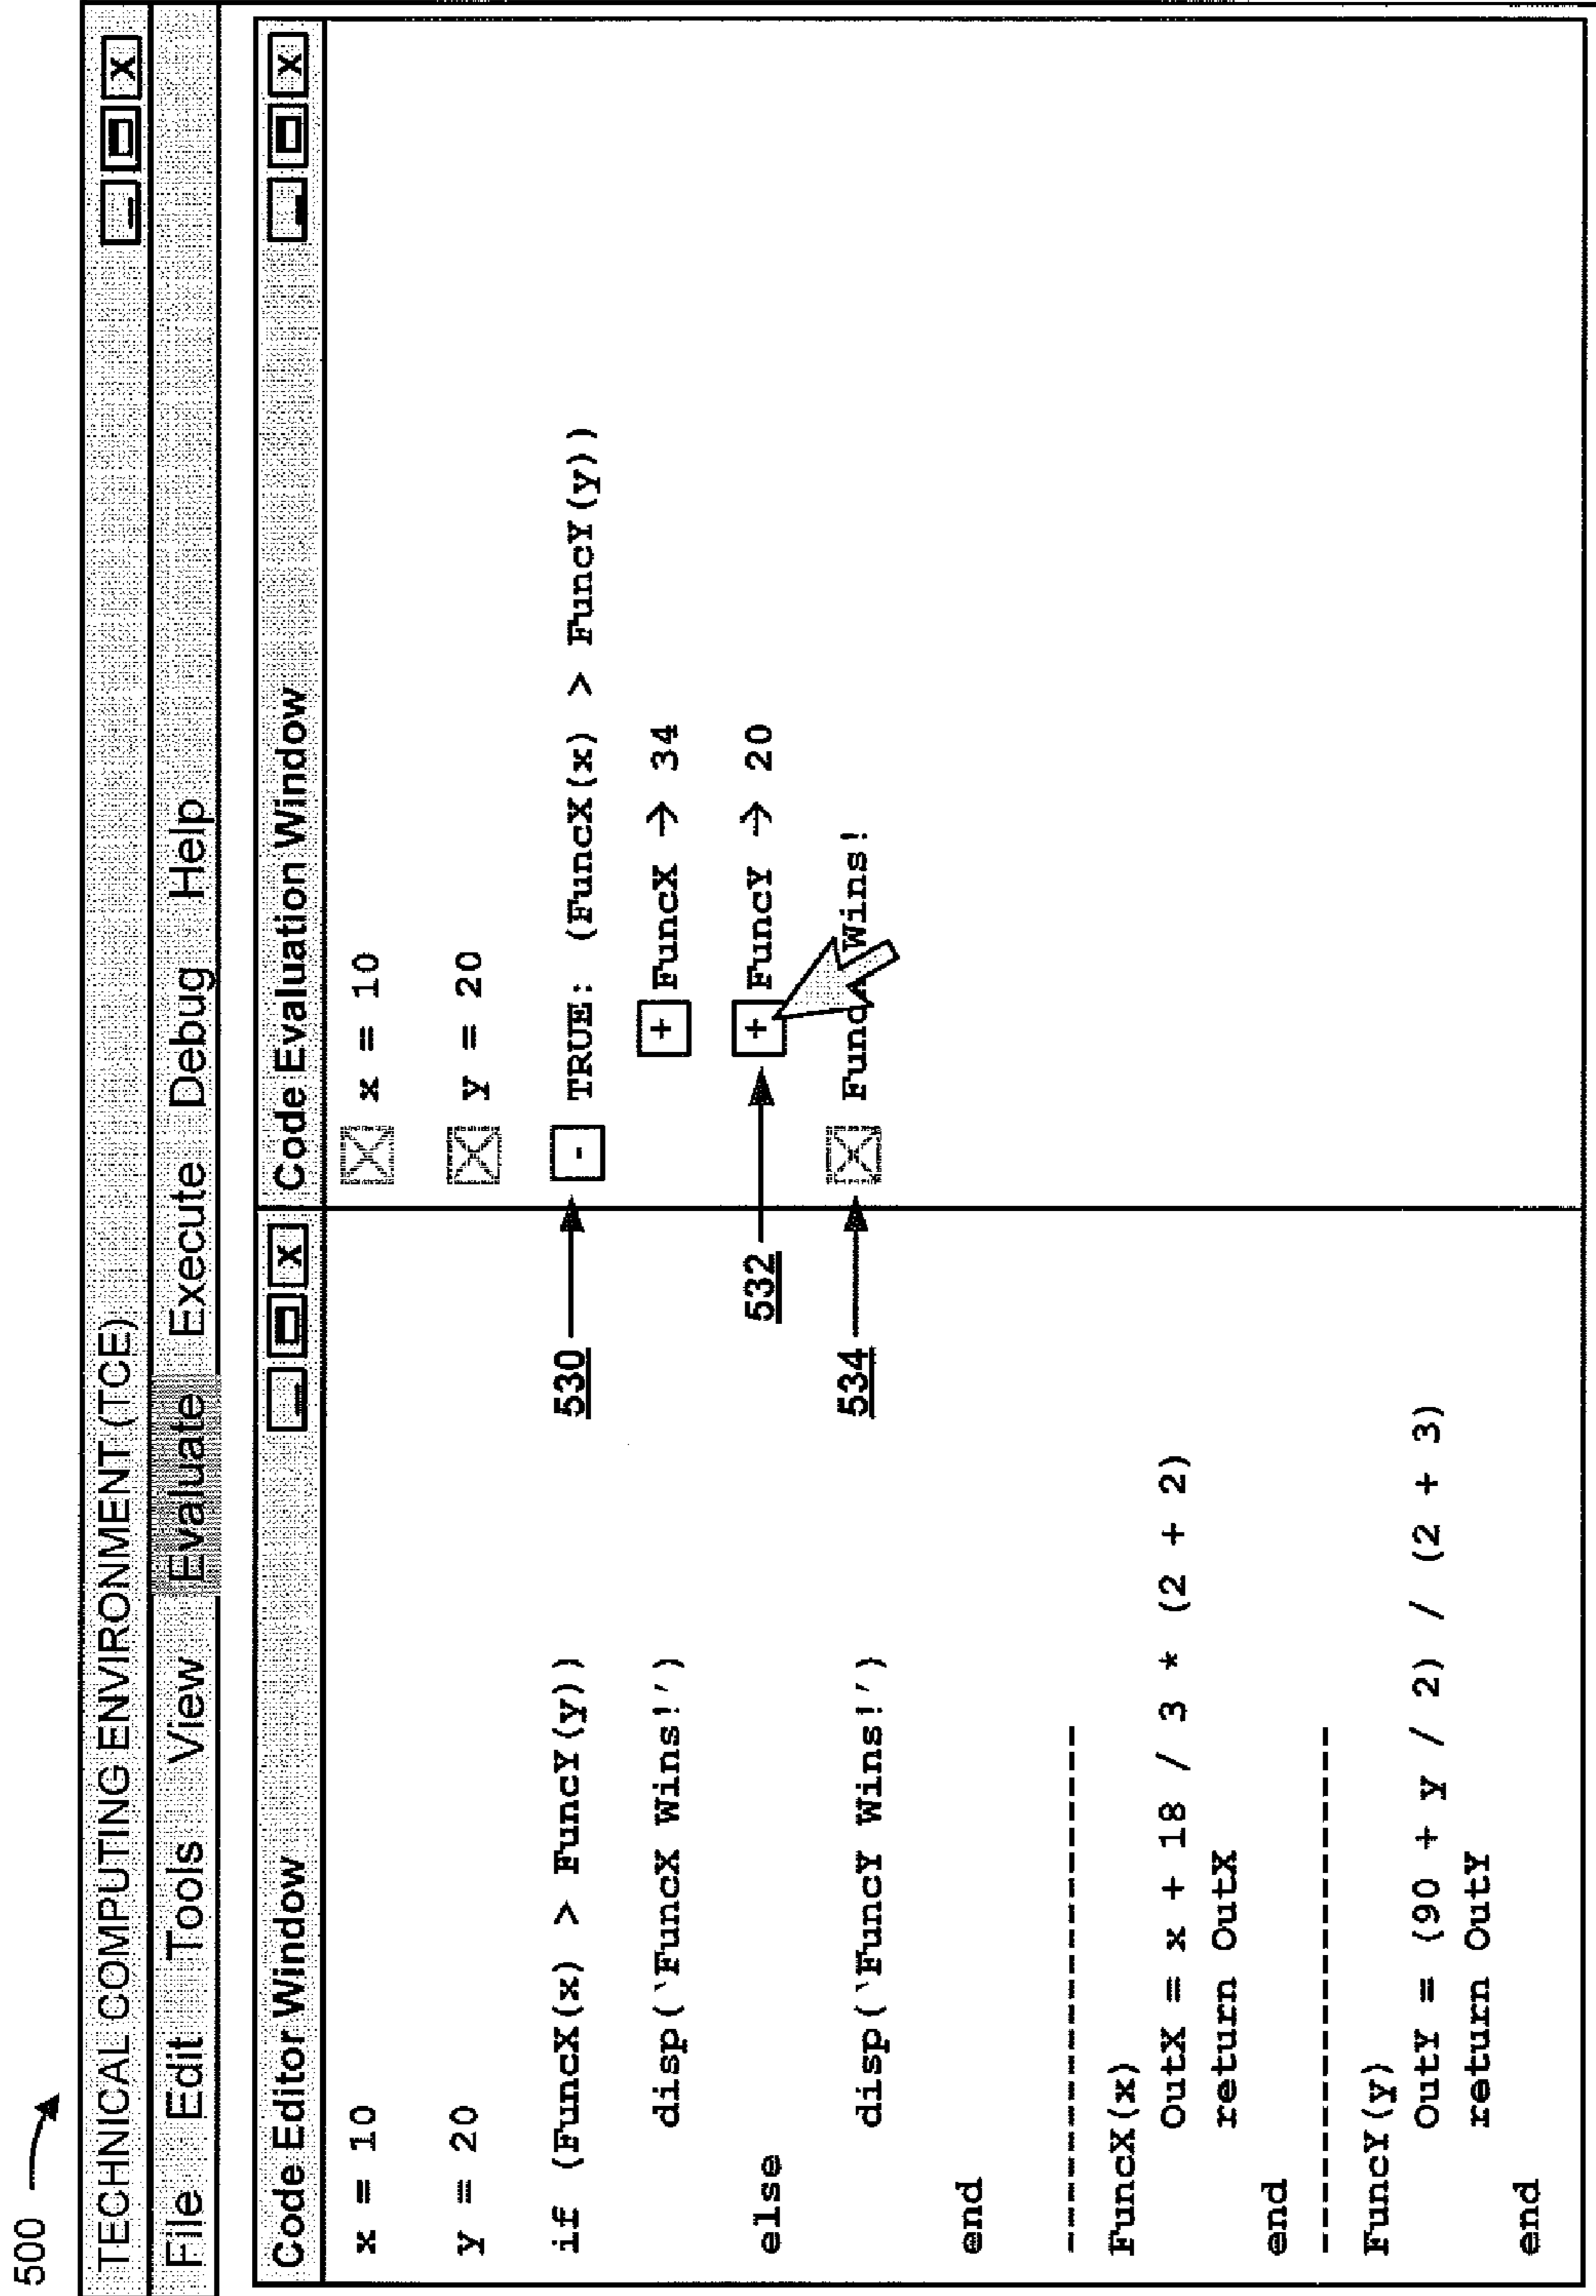 500
TECHNICAL COMPUTING ENVIRONMENT (TCE)
File Edit Tools View Evaluate Execute Debug Help
Code Editor Window
x = 10
y = 20
if (FuncX(x) > FuncY(y))
disp(`FuncX Wins!')
else
disp(`FuncY Wins!')
end
--------------------
FuncX(x)
OutX = x + 18 / 3 * (2 + 2)
return OutX
end
--------------------
FuncY(y)
OutY = (90 + y / 2) / (2 + 3)
return OutY
end
Code Evaluation Window
x = 10
y = 20
530
- TRUE: (FuncX(x) > FuncY(y))
+ FuncX → 34
532
+ FuncY → 20
534
Wins!